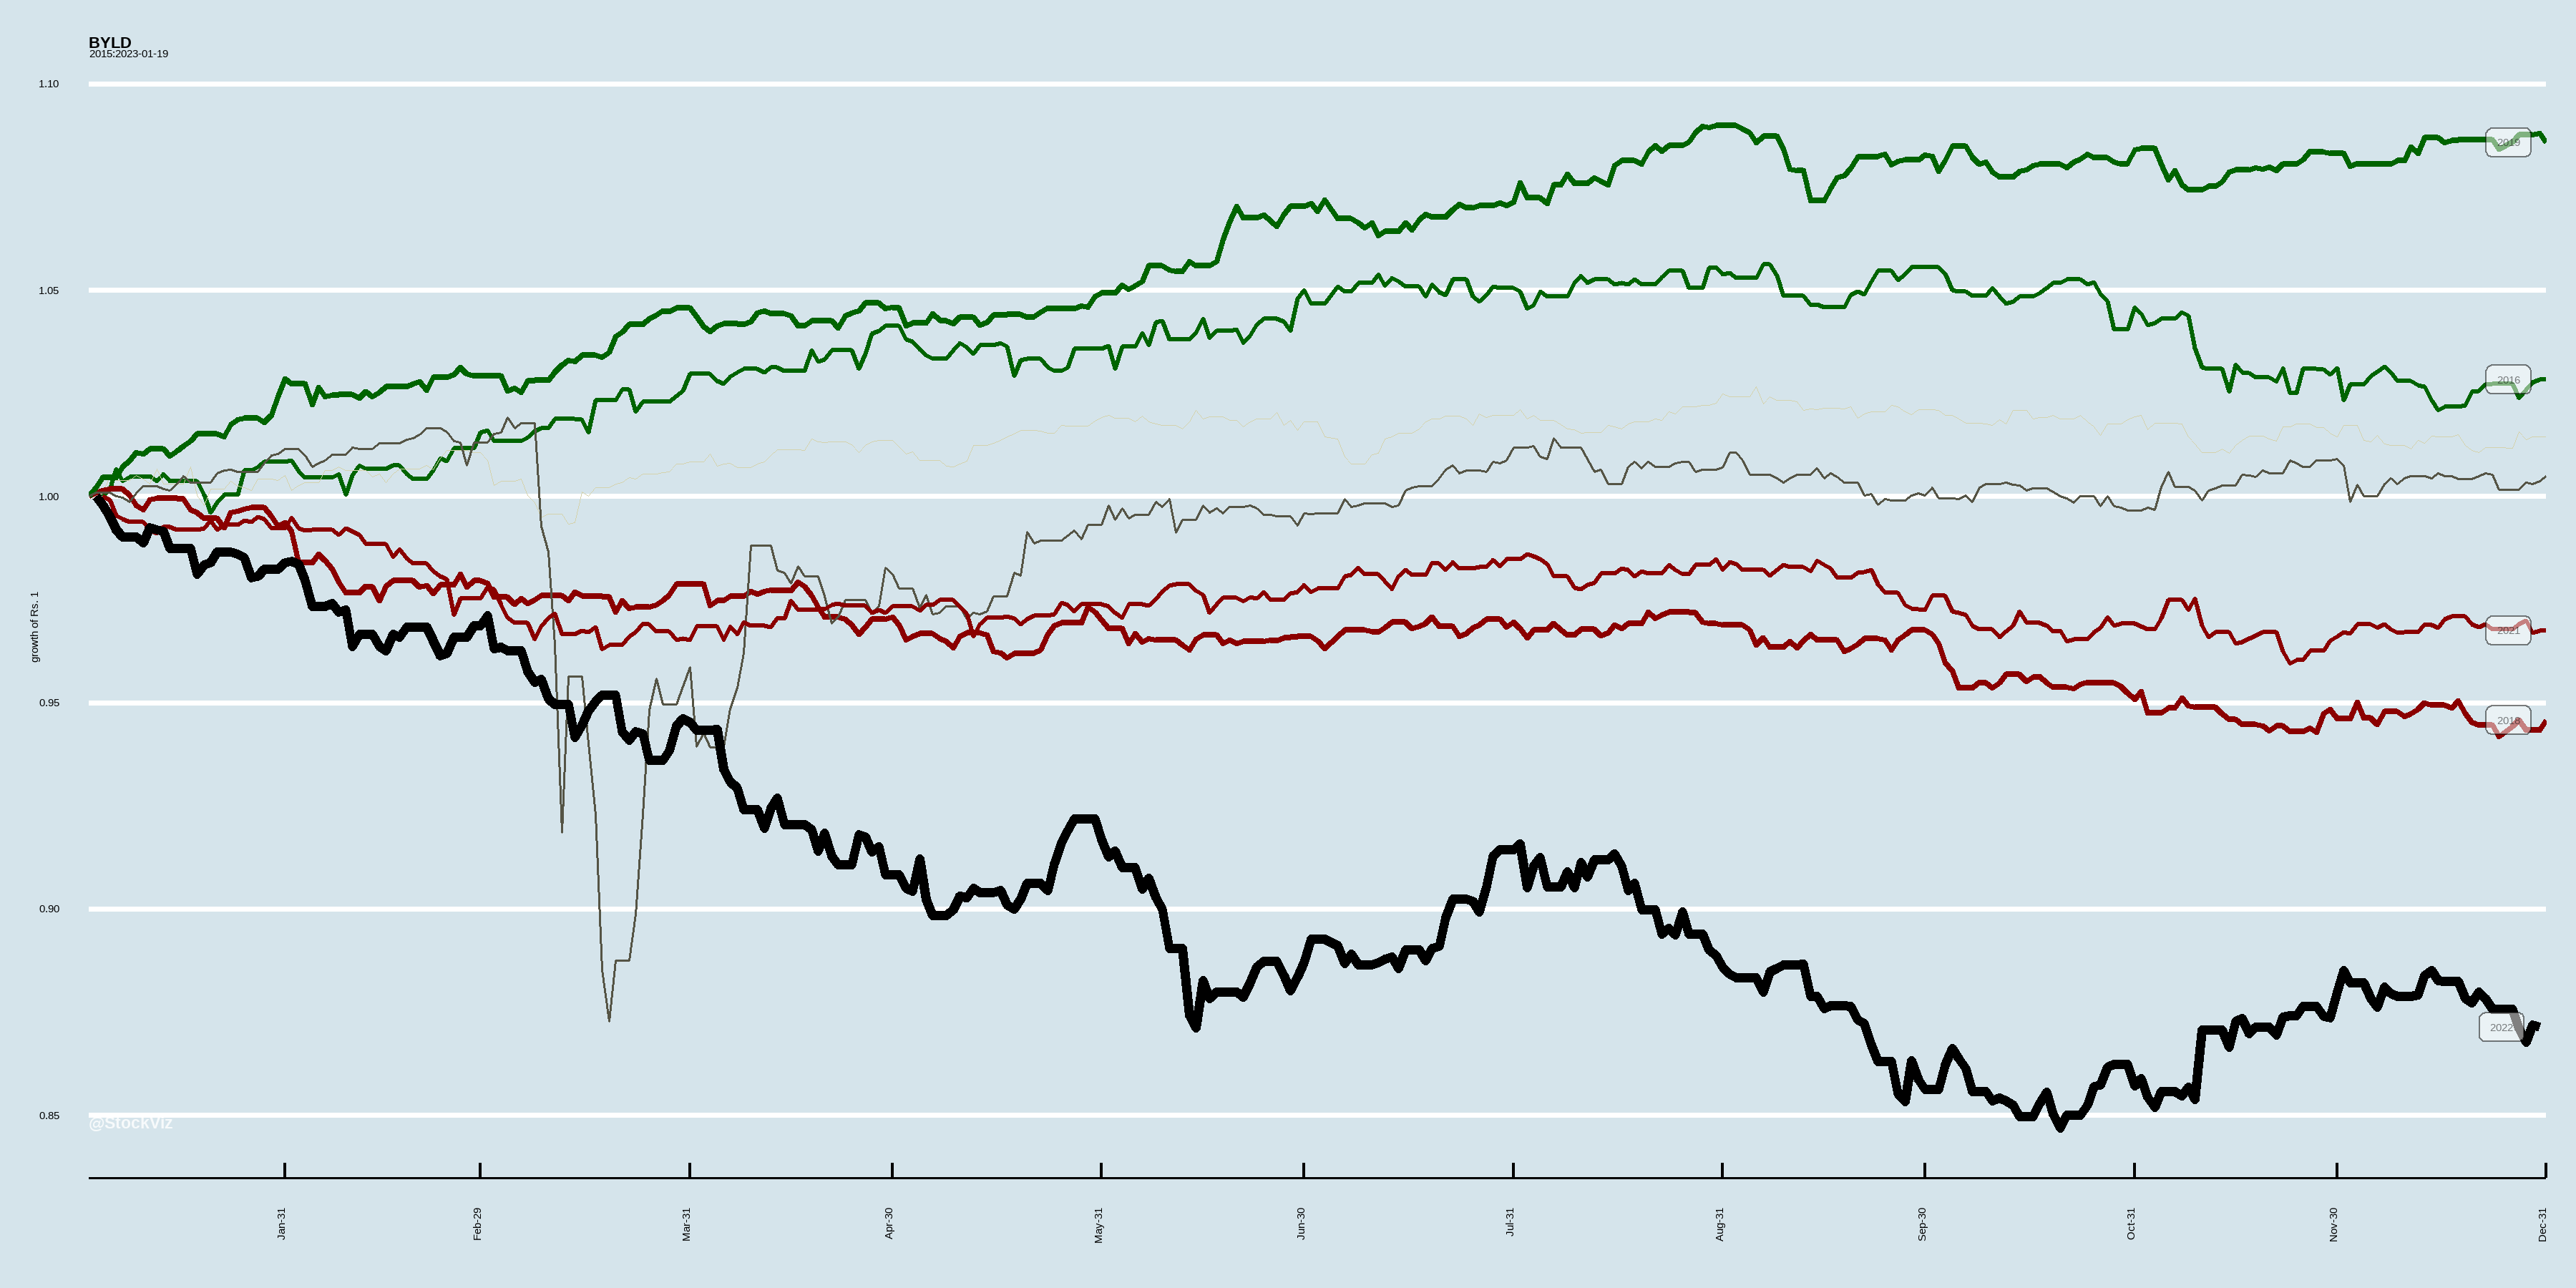 BYLD
2015:2023-01-19
1.10
1.05
1.00
0.95
0.90
0.85
growth of Rs. 1
2019
2016
2021
2018
2022
@StockViz
Jan-31
Feb-29
Mar-31
Apr-30
May-31
Jun-30
Jul-31
Aug-31
Sep-30
Oct-31
Nov-30
Dec-31